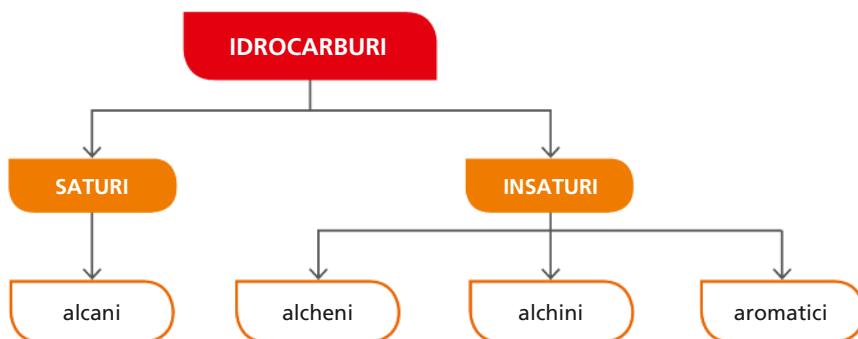 IDROCARBURI
SATURI
INSATURI
alcani
alcheni
alchini
aromatici